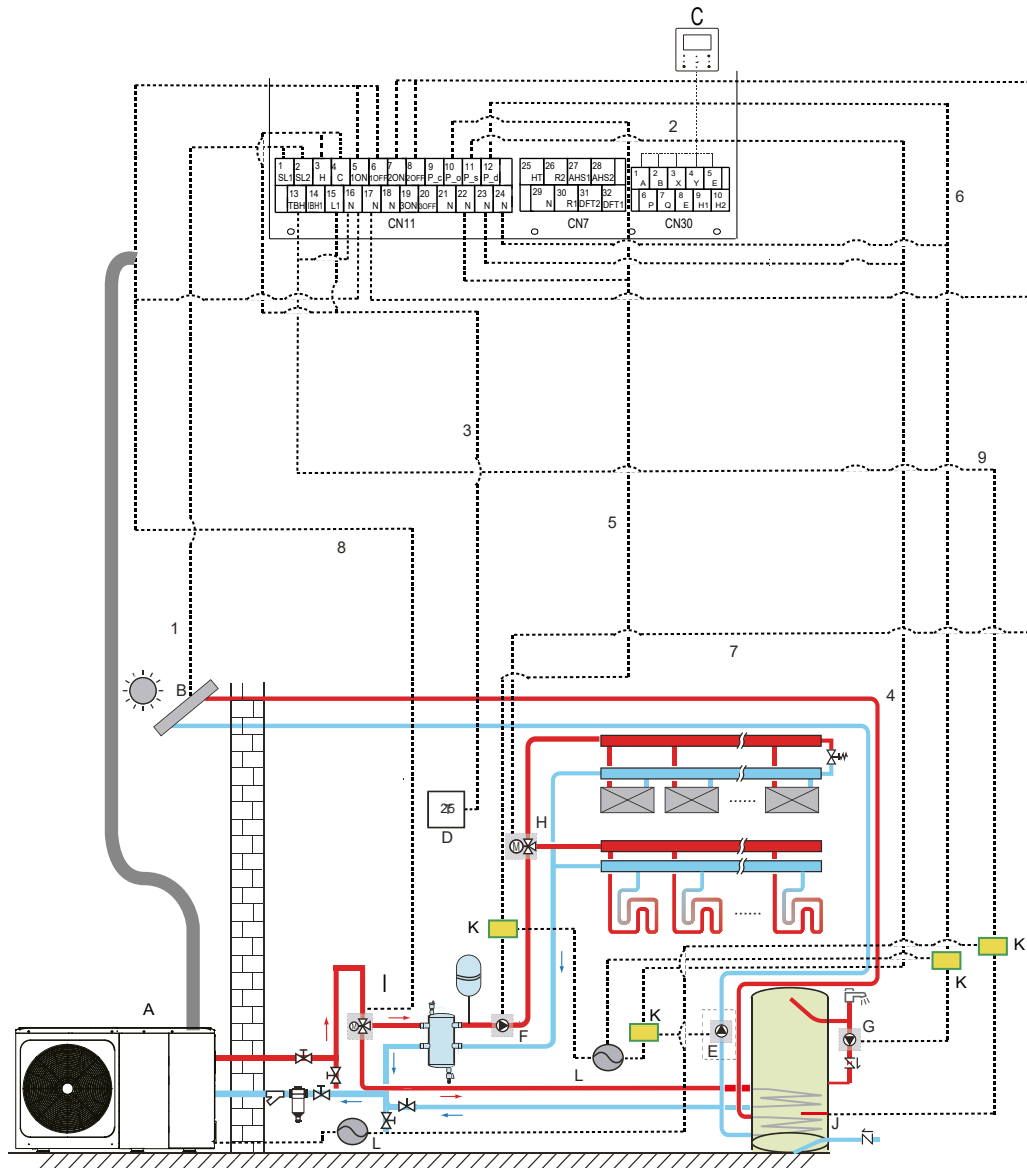 C
2
1 2 3 4 5 6 7 8 9 10 11 12
SL1 SL2 H C 1ON 1OFF 2ON 2OFF P_c P_o P_s P_d
13 14 15 16 17 18 19 20 21 22 23 24
TBH IBH1 L1 N N N 3ON 3OFF N N N N
CN11
25 26 27 28
HT R2 AHS1 AHS2
29 30 31 32
N R1 DFT2 DFT1
CN7
1 2 3 4 5
A B X Y E
6 7 8 9 10
P Q E H1 H2
CN30
6
3
9
5
8
1
7
B
4
25
D
H
M
K
K
I
A
M
F
K
K
E
G
L
J
L
N